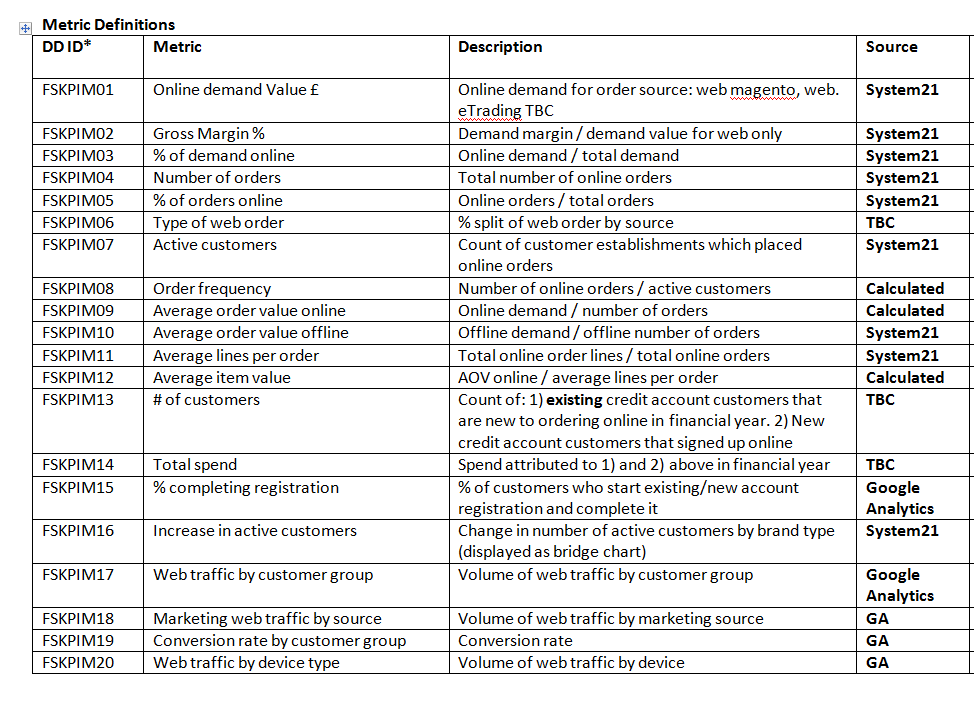 Metric Definitions
DD ID* Metric Description Source
FSKPIM01 Online demand Value £ Online demand for order source: web magento, web. System21
eTrading TBC
FSKPIM02 Gross Margin % Demand margin / demand value for web only System21
FSKPIM03 % of demand online Online demand / total demand System21
FSKPIM04 Number of orders Total number of online orders System21
FSKPIM05 % of orders online Online orders / total orders System21
FSKPIM06 Type of web order % split of web order by source TBC
FSKPIM07 Active customers Count of customer establishments which placed System21
online orders
FSKPIM08 Order frequency Number of online orders / active customers Calculated
FSKPIM09 Average order value online Online demand / number of orders Calculated
FSKPIM10 Average order value offline Offline demand / offline number of orders System21
FSKPIM11 Average lines per order Total online order lines / total online orders System21
FSKPIM12 Average item value AOV online / average lines per order Calculated
FSKPIM13 # of customers Count of: 1) existing credit account customers that TBC
are new to ordering online in financial year. 2) New
credit account customers that signed up online
FSKPIM14 Total spend Spend attributed to 1) and 2) above in financial year TBC
FSKPIM15 % completing registration % of customers who start existing/new account Google
registration and complete it Analytics
FSKPIM16 Increase in active customers Change in number of active customers by brand type System21
(displayed as bridge chart)
FSKPIM17 Web traffic by customer group Volume of web traffic by customer group Google
Analytics
FSKPIM18 Marketing web traffic by source Volume of web traffic by marketing source GA
FSKPIM19 Conversion rate by customer group Conversion rate GA
FSKPIM20 Web traffic by device type Volume of web traffic by device GA